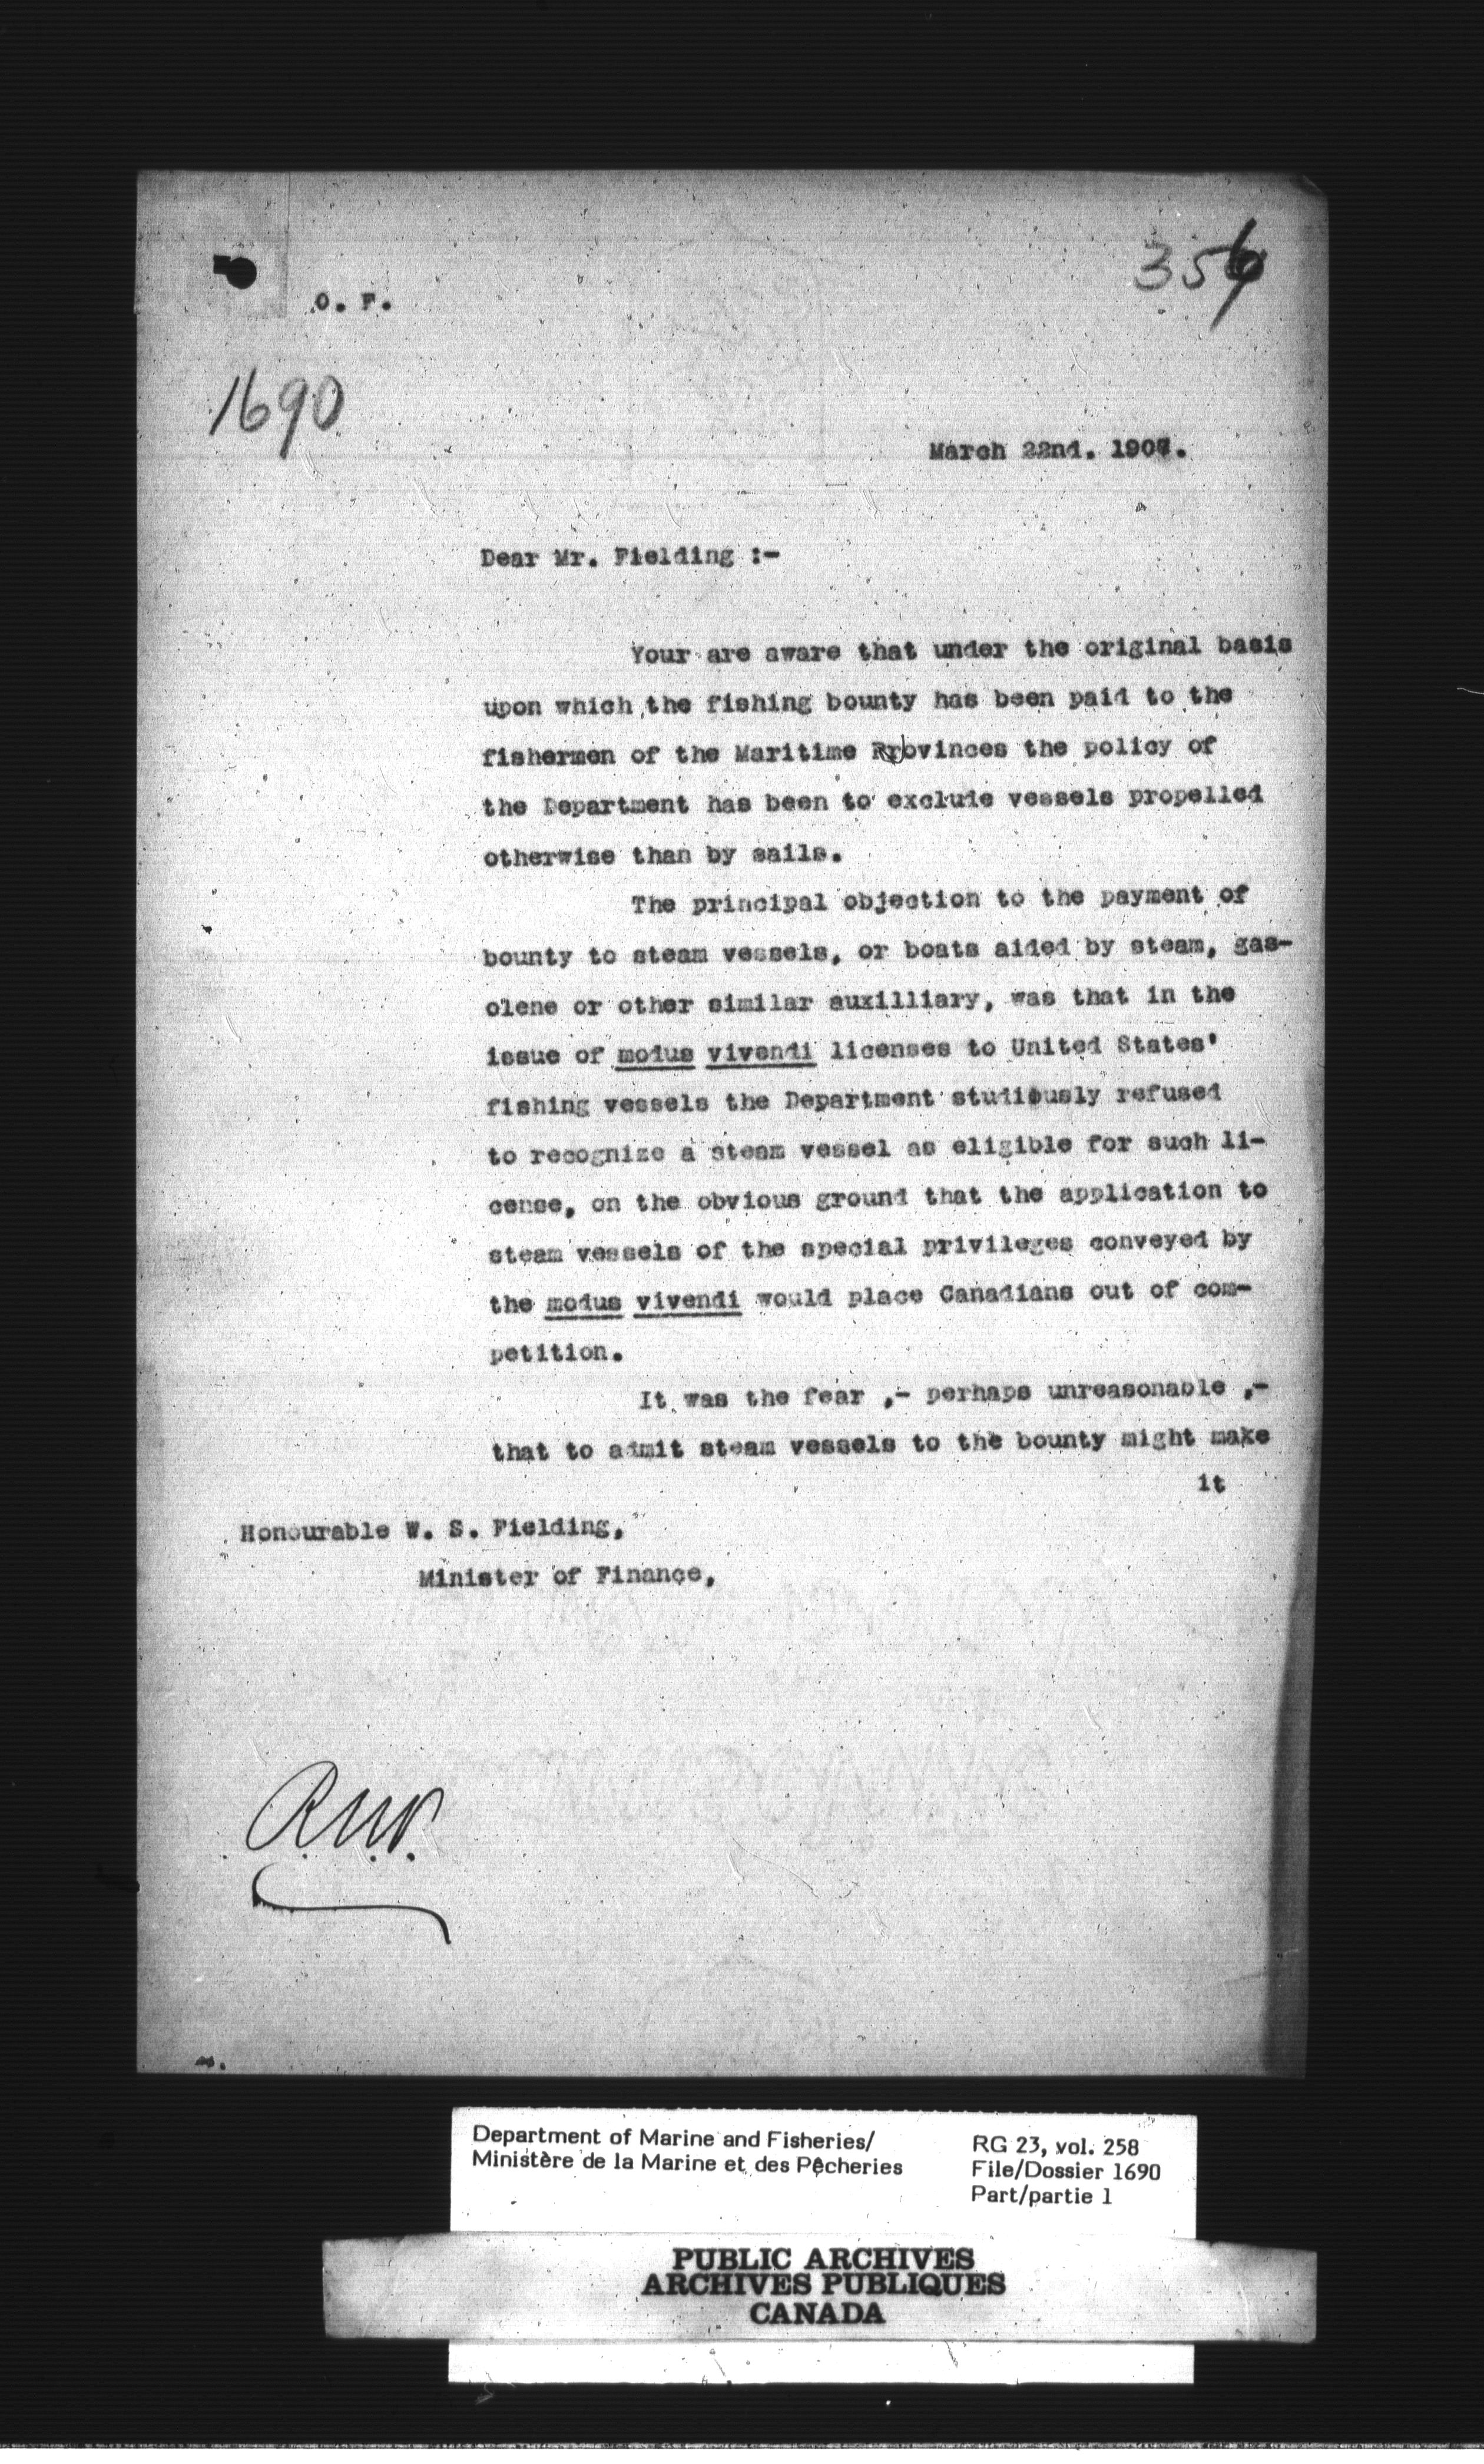 O. F.
1690
March 22nd. 1907.
Dear Mr. Fielding :-
Your are aware that under the original basis
upon which the fishing bounty has been paid to the
fishermen of the Maritime Provinces the policy of
the Department has been to exclude vessels propelled
otherwise than by sails.
The principal objection to the payment of
bounty to steam vessels, or boats aided by steam, gas-
olene or other similar auxilliary, was that in the
issue of modus vivendi licenses to United States'
fishing vessels the Department studiously refused
to recognize a steam vessel as eligible for such li-
cense, on the obvious ground that the application to
steam vessels of the special privileges conveyed by
the modus vivendi would place Canadians out of com-
petition.
It was the fear ,- perhaps unreasonable ,-
that to admit steam vessels to the bounty might make
it
Honourable W. S. Fielding,
Minister of Finance,
Department of Marine and Fisheries/
Ministère de la Marine et des Pêcheries
RG 23, vol. 258
File/Dossier 1690
Part/partie 1
PUBLIC ARCHIVES
ARCHIVES PUBLIQUES
CANADA